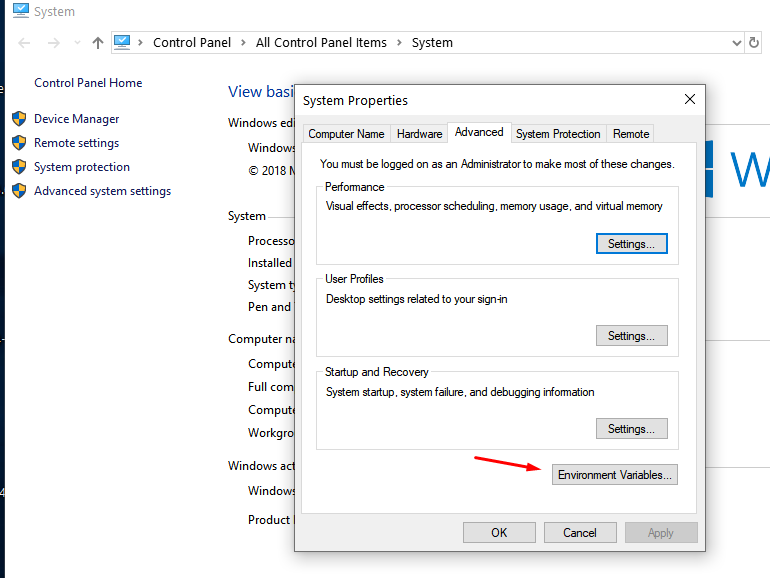 System
Control Panel > All Control Panel Items > System
Control Panel Home
Device Manager
Remote settings
System protection
Advanced system settings
View basi
Windows edi
Windows
© 2018 M
System
Processo
Installed
System ty
Pen and
Computer na
Compute
Full com
Compute
Workgro
Windows act
Windows
Product
W
System Properties
Computer Name Hardware Advanced System Protection Remote
You must be logged on as an Administrator to make most of these changes.
Performance
Visual effects, processor scheduling, memory usage, and virtual memory
Settings...
User Profiles
Desktop settings related to your sign-in
Settings...
Startup and Recovery
System startup, system failure, and debugging information
Settings...
Environment Variables...
OK Cancel Apply